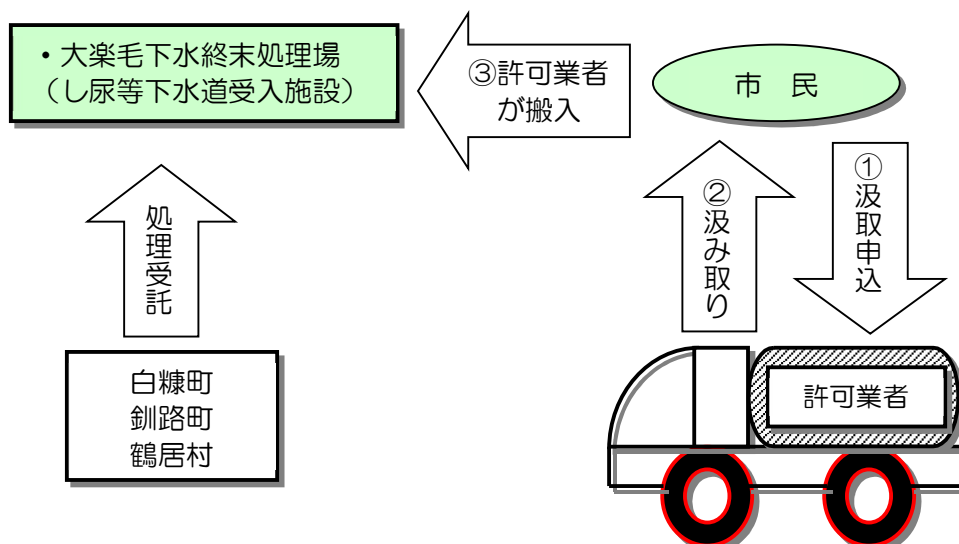 ・大楽毛下水終末処理場
（し尿等下水道受入施設）
③許可業者
が搬入
市　民
①汲取申込
②汲み取り
処理受託
白糠町
釧路町
鶴居村
許可業者